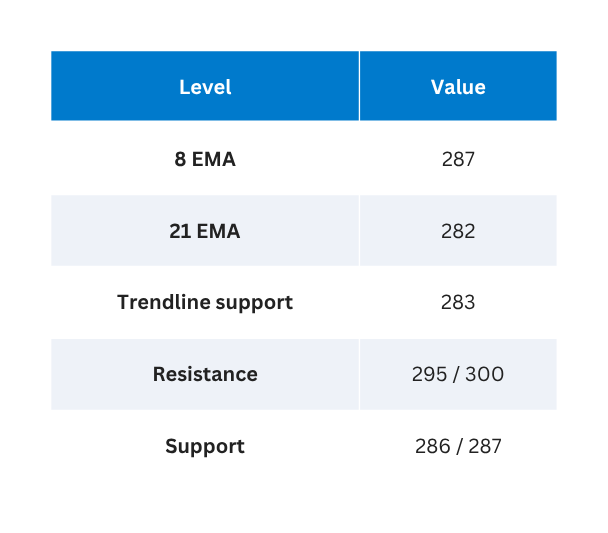 Level Value
8 EMA 287
21 EMA 282
Trendline support 283
Resistance 295 / 300
Support 286 / 287